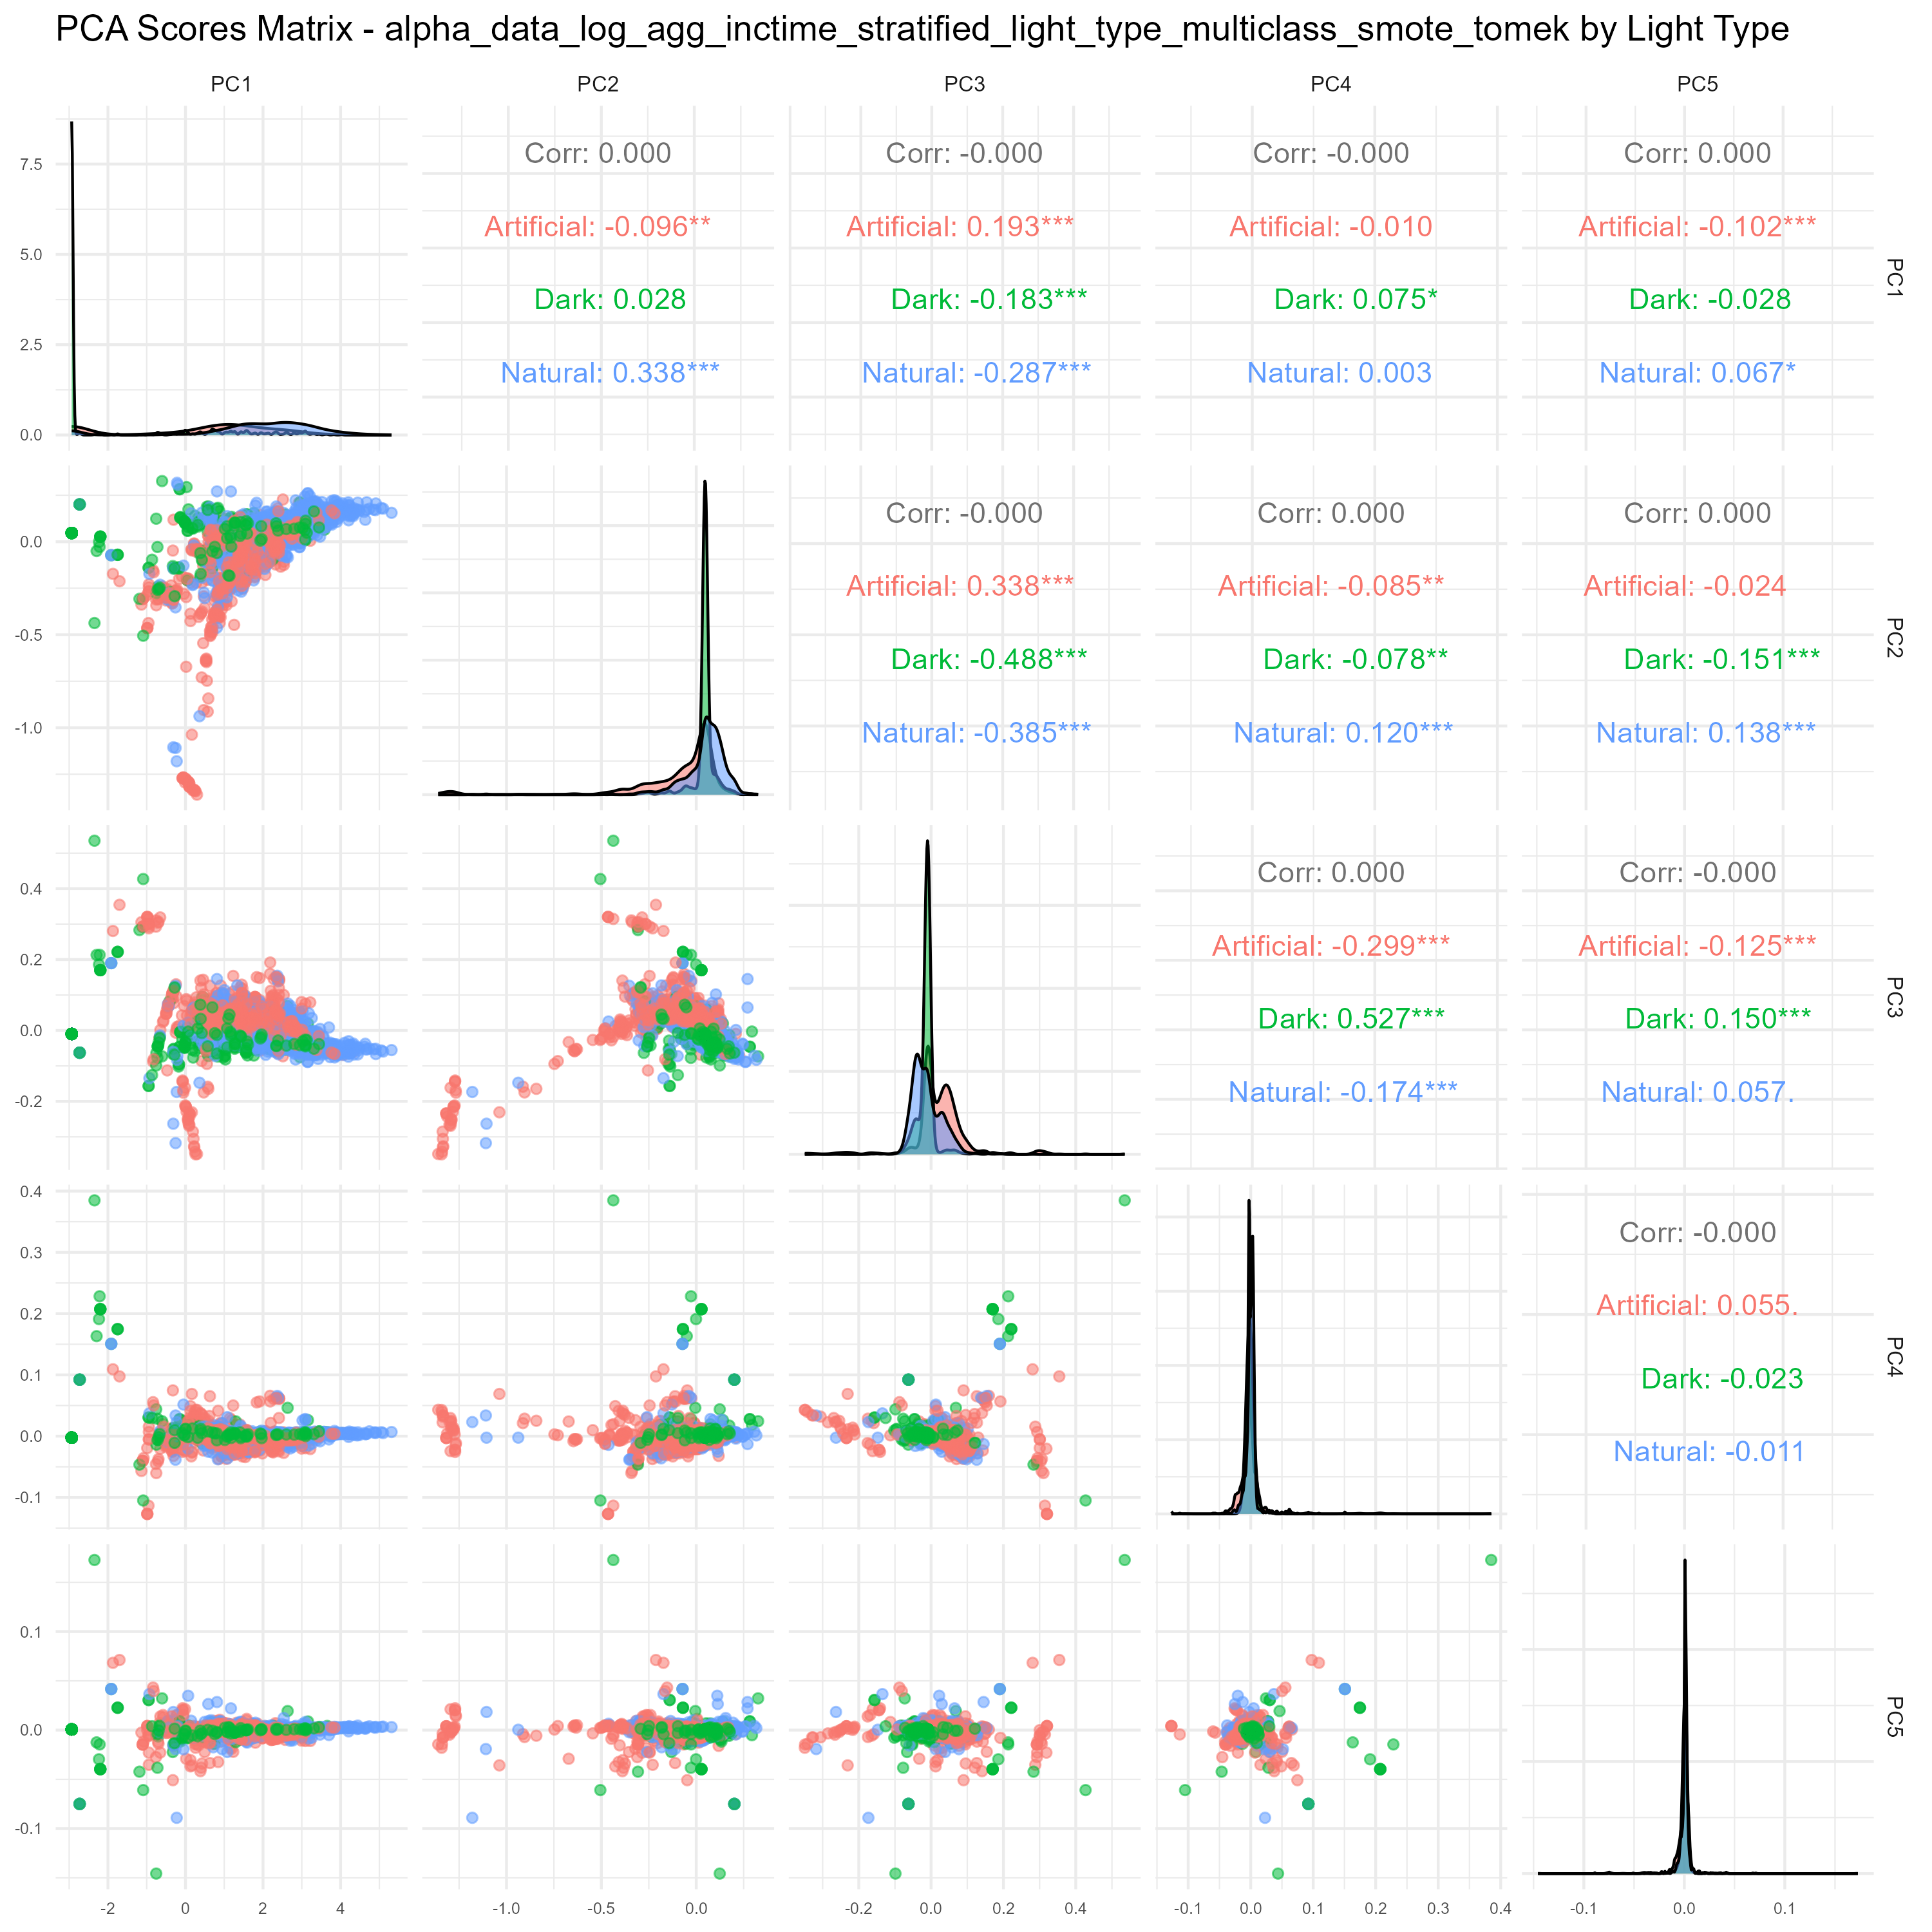 PCA Scores Matrix - alpha_data_log_agg_inctime_stratified_light_type_multiclass_smote_tomek by Light Type
PC1 PC2 PC3 PC4 PC5
7.5
5.0
2.5
0.0
Corr: 0.000
Artificial: -0.096**
Dark: 0.028
Natural: 0.338***
Corr: -0.000
Artificial: 0.193***
Dark: -0.183***
Natural: -0.287***
Corr: -0.000
Artificial: -0.010
Dark: 0.075*
Natural: 0.003
Corr: 0.000
Artificial: -0.102***
Dark: -0.028
Natural: 0.067*
PC1
0.0
-0.5
-1.0
Corr: -0.000
Artificial: 0.338***
Dark: -0.488***
Natural: -0.385***
Corr: 0.000
Artificial: -0.085**
Dark: -0.078**
Natural: 0.120***
Corr: 0.000
Artificial: -0.024
Dark: -0.151***
Natural: 0.138***
PC2
0.4
0.2
0.0
-0.2
Corr: 0.000
Artificial: -0.299***
Dark: 0.527***
Natural: -0.174***
Corr: -0.000
Artificial: -0.125***
Dark: 0.150***
Natural: 0.057.
PC3
0.4
0.3
0.2
0.1
0.0
-0.1
Corr: -0.000
Artificial: 0.055.
Dark: -0.023
Natural: -0.011
PC4
0.1
0.0
-0.1
PC5
-2 0 2 4
-1.0 -0.5 0.0
-0.2 0.0 0.2 0.4
-0.1 0.0 0.1 0.2 0.3 0.4
-0.1 0.0 0.1